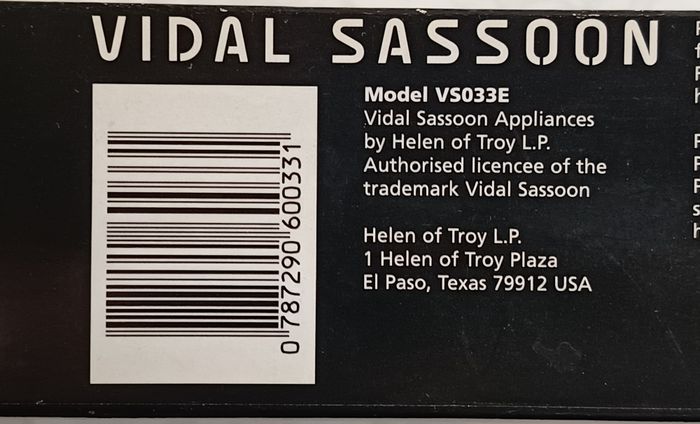 VIDAL SASSOON
0 787290 600331
Model VS033E
Vidal Sassoon Appliances
by Helen of Troy L.P.
Authorised licencee of the
trademark Vidal Sassoon
Helen of Troy L.P.
1 Helen of Troy Plaza
El Paso, Texas 79912 USA